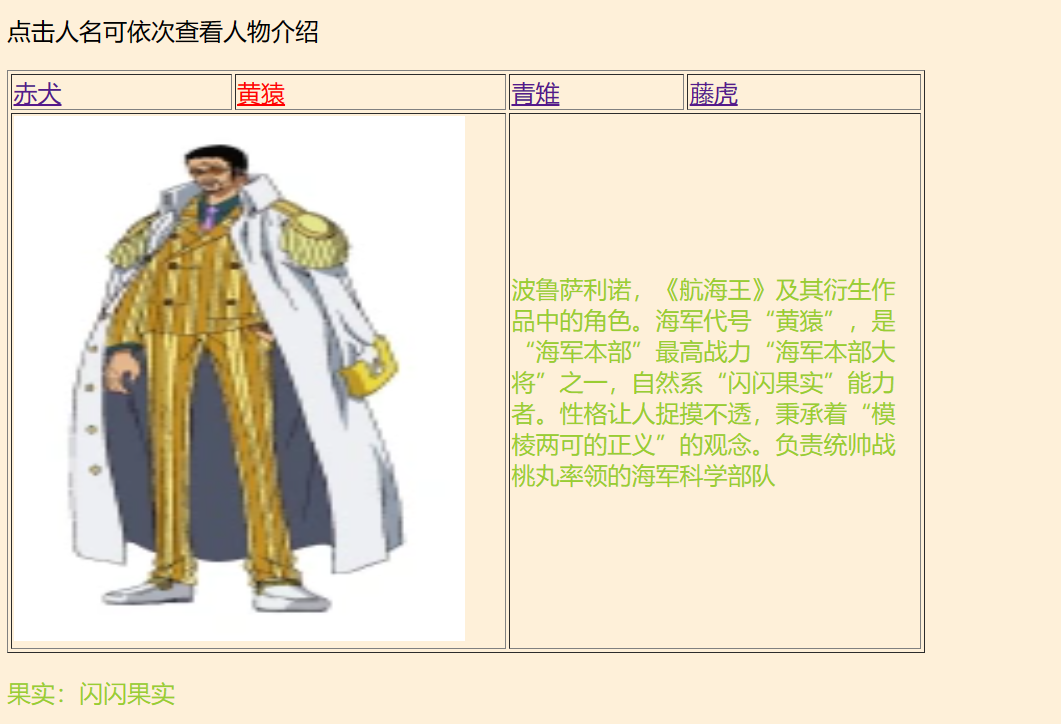 点击人名可依次查看人物介绍
赤犬 黄猿 青雉 藤虎
波鲁萨利诺，《航海王》及其衍生作
品中的角色。海军代号“黄猿”，是
“海军本部”最高战力“海军本部大
将”之一，自然系“闪闪果实”能力
者。性格让人捉摸不透，秉承着“模
棱两可的正义”的观念。负责统帅战
桃丸率领的海军科学部队
果实：闪闪果实